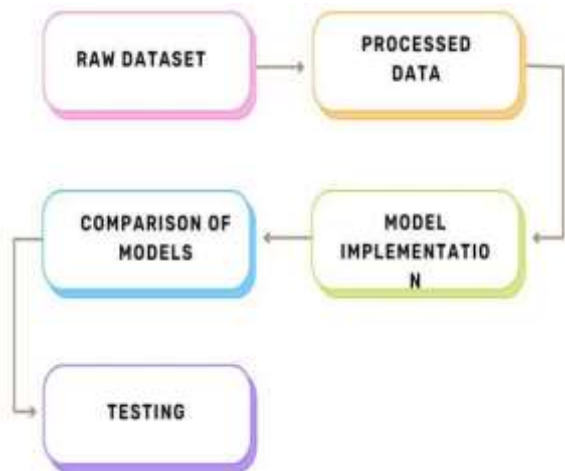 RAW DATASET
PROCESSED
DATA
MODEL
IMPLEMENTATIO
N
COMPARISON OF
MODELS
TESTING